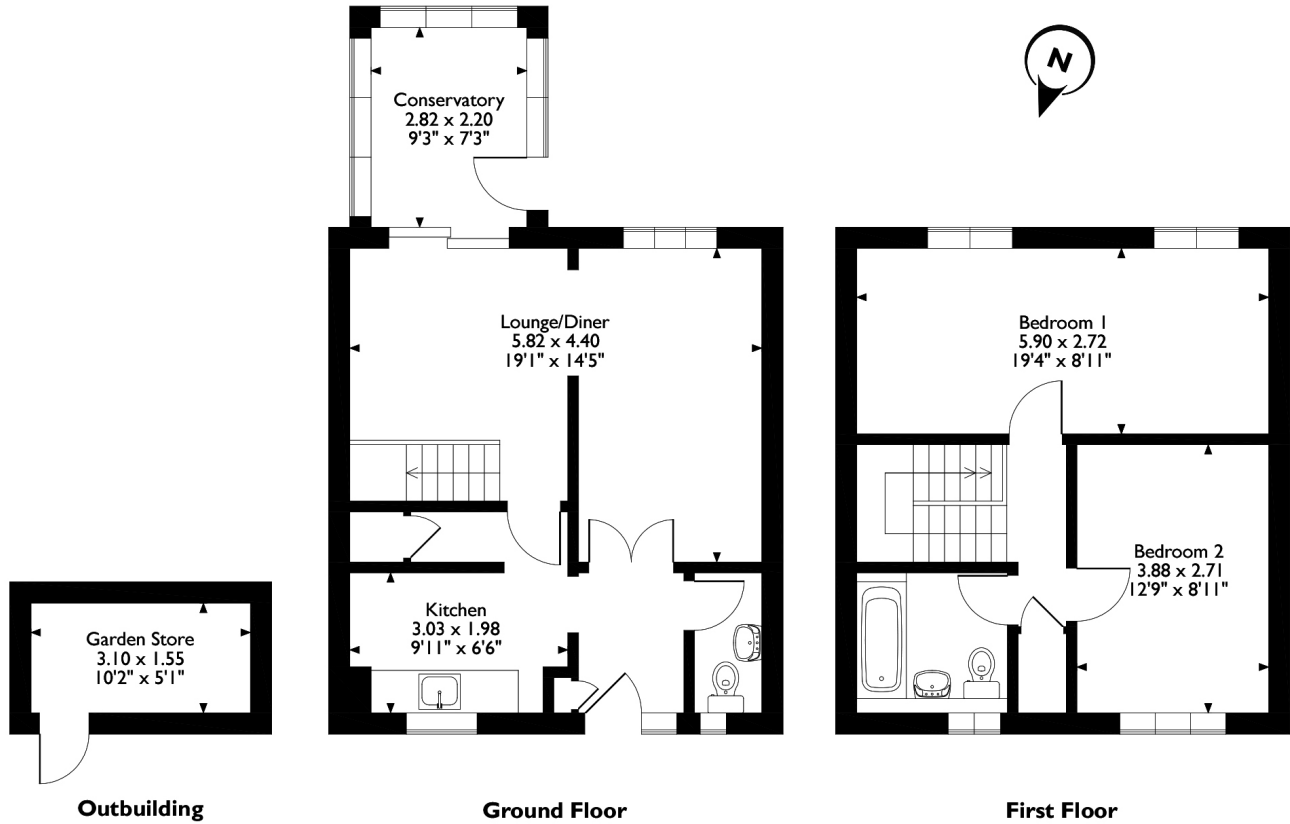 N
Conservatory
2.82 x 2.20
9'3" x 7'3"
Lounge/Diner
5.82 x 4.40
19'1" x 14'5"
Bedroom 1
5.90 x 2.72
19'4" x 8'11"
Bedroom 2
3.88 x 2.71
12'9" x 8'11"
Kitchen
3.03 x 1.98
9'11" x 6'6"
Garden Store
3.10 x 1.55
10'2" x 5'1"
Outbuilding
Ground Floor
First Floor